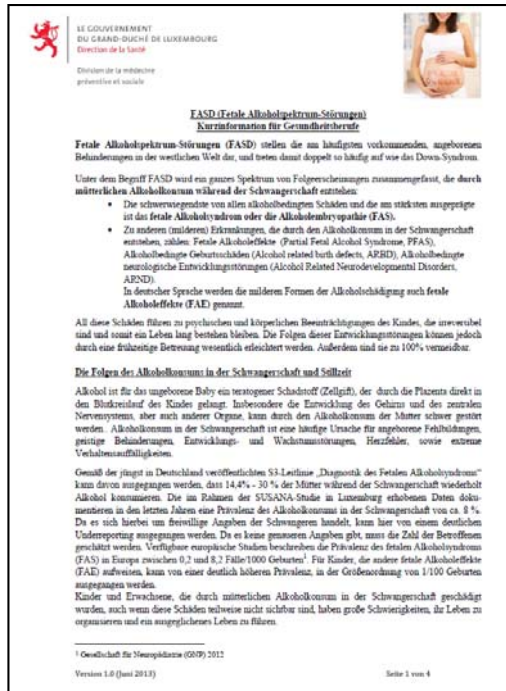 LE GOUVERNEMENT
DU GRAND-DUCHÉ DE LUXEMBOURG
Direction de la Santé
Division de la médecine
préventive et sociale
FASD (Fetale Alkoholspektrum-Störungen)
Kurzinformation für Gesundheitsberufe
Fetale Alkoholspektrum-Störungen (FASD) stellen die am häufigsten vorkommenden, angeborenen
Behinderungen in der westlichen Welt dar, und treten damit doppelt so häufig auf wie das Down-Syndrom.
Unter dem Begriff FASD wird ein ganzes Spektrum von Folgeerscheinungen zusammengefasst, die durch
mütterlichen Alkoholkonsum während der Schwangerschaft entstehen:
• Die schwerwiegendste von allen alkoholbedingten Schäden und die am stärksten ausgeprägte
ist das fetale Alkoholsyndrom oder die Alkoholembryopathie (FAS).
• Zu anderen (milderen) Erkrankungen, die durch den Alkoholkonsum in der Schwangerschaft
entstehen, zählen: Fetale Alkoholeffekte (Partial Fetal Alcohol Syndrome, PFAS),
Alkoholbedingte Geburtsschäden (Alcohol related birth defects, ARBD), Alkoholbedingte
neurologische Entwicklungsstörungen (Alcohol Related Neurodevelopmental Disorders,
ARND).
In deutscher Sprache werden die milderen Formen der Alkoholschädigung auch fetale
Alkoholeffekte (FAE) genannt.
All diese Schäden führen zu psychischen und körperlichen Beeinträchtigungen des Kindes, die irreversibel
sind und somit ein Leben lang bestehen bleiben. Die Folgen dieser Entwicklungsstörungen können jedoch
durch eine frühzeitige Betreuung wesentlich erleichtert werden. Außerdem sind sie zu 100% vermeidbar.
Die Folgen des Alkoholkonsums in der Schwangerschaft und Stillzeit
Alkohol ist für das ungeborene Baby ein teratogener Schadstoff (Zellgift), der durch die Plazenta direkt in
den Blutkreislauf des Kindes gelangt. Insbesondere die Entwicklung des Gehirns und des zentralen
Nervensystems, aber auch anderer Organe, kann durch den Alkoholkonsum der Mutter schwer gestört
werden. Alkoholkonsum in der Schwangerschaft ist eine häufige Ursache für angeborene Fehlbildungen,
geistige Behinderungen, Entwicklungs- und Wachstumsstörungen, Herzfehler, sowie extreme
Verhaltensauffälligkeiten.
Gemäß der jüngst in Deutschland veröffentlichten S3-Leitlinie „Diagnostik des Fetalen Alkoholsyndroms“
kann davon ausgegangen werden, dass 14,4% - 30 % der Mütter während der Schwangerschaft wiederholt
Alkohol konsumieren. Die im Rahmen der SUSANA-Studie in Luxemburg erhobenen Daten doku-
mentieren in den letzten Jahren eine Prävalenz des Alkoholkonsums in der Schwangerschaft von ca. 8 %.
Da es sich hierbei um freiwillige Angaben der Schwangeren handelt, kann hier von einem deutlichen
Underreporting ausgegangen werden. Da es keine genaueren Angaben gibt, muss die Zahl der Betroffenen
geschätzt werden. Verfügbare europäische Studien beschreiben die Prävalenz des fetalen Alkoholsyndroms
(FAS) in Europa zwischen 0,2 und 8,2 Fälle/1000 Geburten1. Für Kinder, die andere fetale Alkoholeffekte
(FAE) aufweisen, kann von einer deutlich höheren Prävalenz, in der Größenordnung von 1/100 Geburten
ausgegangen werden.
Kinder und Erwachsene, die durch mütterlichen Alkoholkonsum in der Schwangerschaft geschädigt
wurden, auch wenn diese Schäden teilweise nicht sichtbar sind, haben große Schwierigkeiten, ihr Leben zu
organisieren und ein ausgeglichenes Leben zu führen.
1 Gesellschaft für Neuropädiatrie (GNP) 2012
Version 1.0 (Juni 2013) Seite 1 von 4